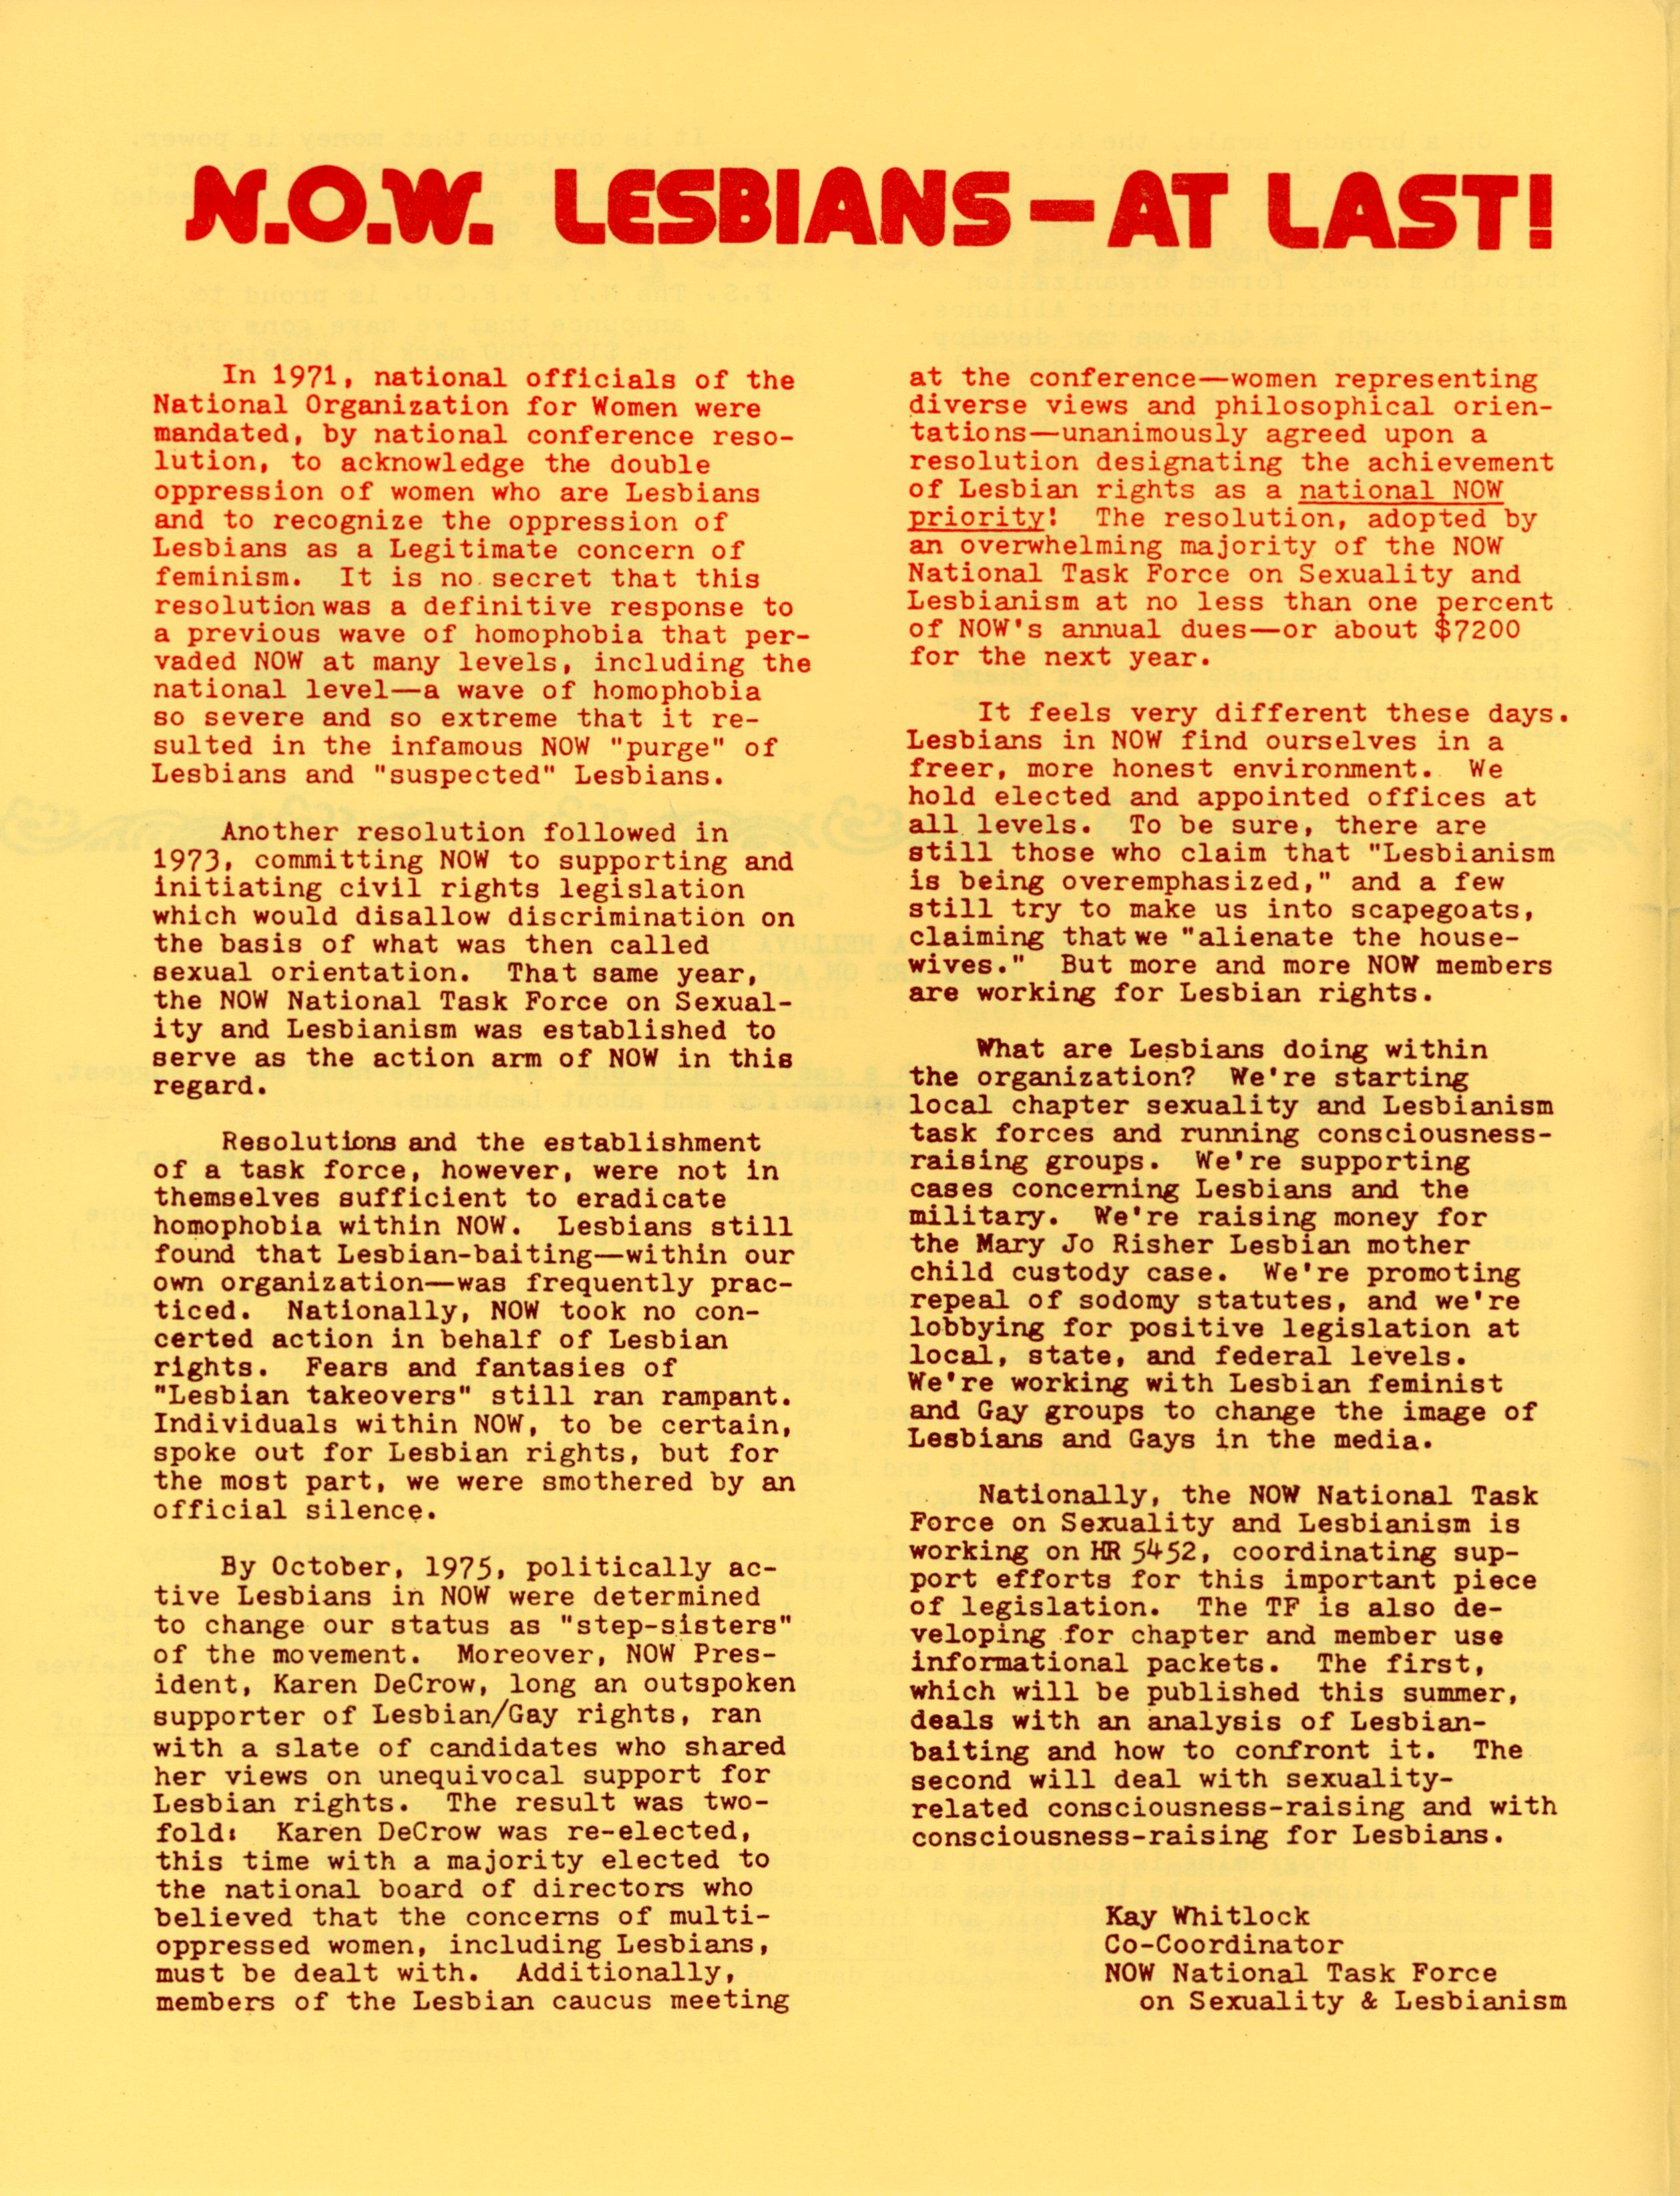 N.O.W. LESBIANS—AT LAST!
In 1971, national officials of the
National Organization for Women were
mandated, by national conference reso-
lution, to acknowledge the double
oppression of women who are Lesbians
and to recognize the oppression of
Lesbians as a Legitimate concern of
feminism. It is no secret that this
resolution was a definitive response to
a previous wave of homophobia that per-
vaded NOW at many levels, including the
national level—a wave of homophobia
so severe and so extreme that it re-
sulted in the infamous NOW "purge" of
Lesbians and "suspected" Lesbians.
Another resolution followed in
1973, committing NOW to supporting and
initiating civil rights legislation
which would disallow discrimination on
the basis of what was then called
sexual orientation. That same year,
the NOW National Task Force on Sexual-
ity and Lesbianism was established to
serve as the action arm of NOW in this
regard.
Resolutions and the establishment
of a task force, however, were not in
themselves sufficient to eradicate
homophobia within NOW. Lesbians still
found that Lesbian-baiting—within our
own organization—was frequently prac-
ticed. Nationally, NOW took no con-
certed action in behalf of Lesbian
rights. Fears and fantasies of
"Lesbian takeovers" still ran rampant.
Individuals within NOW, to be certain,
spoke out for Lesbian rights, but for
the most part, we were smothered by an
official silence.
By October, 1975, politically ac-
tive Lesbians in NOW were determined
to change our status as "step-sisters"
of the movement. Moreover, NOW Pres-
ident, Karen DeCrow, long an outspoken
supporter of Lesbian/Gay rights, ran
with a slate of candidates who shared
her views on unequivocal support for
Lesbian rights. The result was two-
fold: Karen DeCrow was re-elected,
this time with a majority elected to
the national board of directors who
believed that the concerns of multi-
oppressed women, including Lesbians,
must be dealt with. Additionally,
members of the Lesbian caucus meeting
at the conference—women representing
diverse views and philosophical orien-
tations—unanimously agreed upon a
resolution designating the achievement
of Lesbian rights as a national NOW
priority! The resolution, adopted by
an overwhelming majority of the NOW
National Task Force on Sexuality and
Lesbianism at no less than one percent
of NOW's annual dues—or about $7200
for the next year.
It feels very different these days.
Lesbians in NOW find ourselves in a
freer, more honest environment. We
hold elected and appointed offices at
all levels. To be sure, there are
still those who claim that "Lesbianism
is being overemphasized," and a few
still try to make us into scapegoats,
claiming that we "alienate the house-
wives." But more and more NOW members
are working for Lesbian rights.
What are Lesbians doing within
the organization? We're starting
local chapter sexuality and Lesbianism
task forces and running consciousness-
raising groups. We're supporting
cases concerning Lesbians and the
military. We're raising money for
the Mary Jo Risher Lesbian mother
child custody case. We're promoting
repeal of sodomy statutes, and we're
lobbying for positive legislation at
local, state, and federal levels.
We're working with Lesbian feminist
and Gay groups to change the image of
Lesbians and Gays in the media.
Nationally, the NOW National Task
Force on Sexuality and Lesbianism is
working on HR 5452, coordinating sup-
port efforts for this important piece
of legislation. The TF is also de-
veloping for chapter and member use
informational packets. The first,
which will be published this summer,
deals with an analysis of Lesbian-
baiting and how to confront it. The
second will deal with sexuality-
related consciousness-raising and with
consciousness-raising for Lesbians.
Kay Whitlock
Co-Coordinator
NOW National Task Force
on Sexuality & Lesbianism